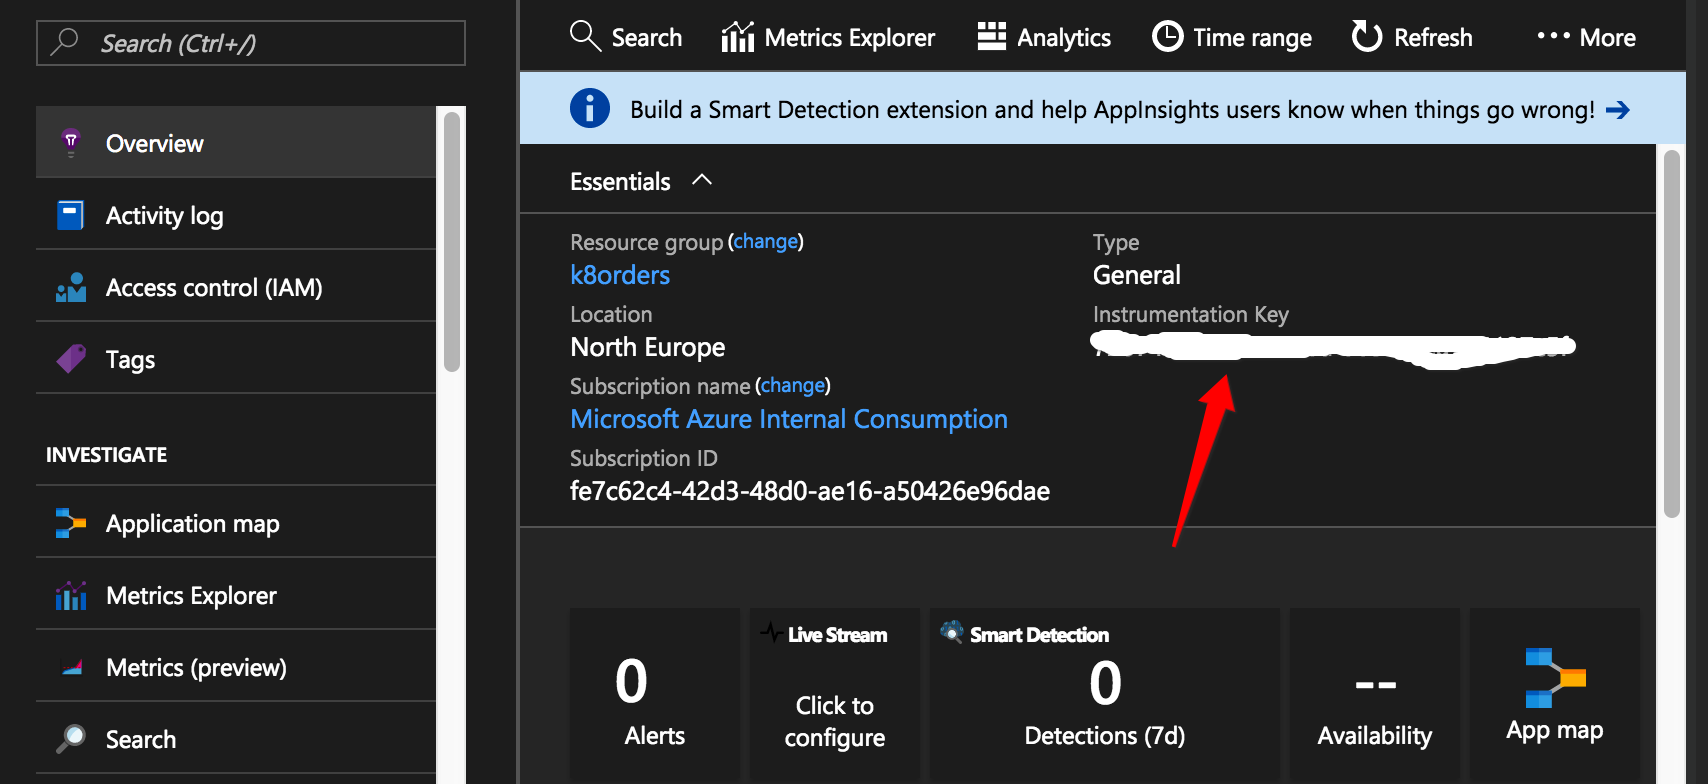 Search (Ctrl+/)
Overview
Activity log
Access control (IAM)
Tags
INVESTIGATE
Application map
Metrics Explorer
Metrics (preview)
Search
Search
Metrics Explorer
Analytics
Time range
Refresh
··· More
Build a Smart Detection extension and help AppInsights users know when things go wrong! →
Essentials
Resource group (change)
k8orders
Location
North Europe
Subscription name (change)
Microsoft Azure Internal Consumption
Subscription ID
fe7c62c4-42d3-48d0-ae16-a50426e96dae
Type
General
Instrumentation Key
0
Alerts
Live Stream
Click to
configure
Smart Detection
0
Detections (7d)
--
Availability
App map